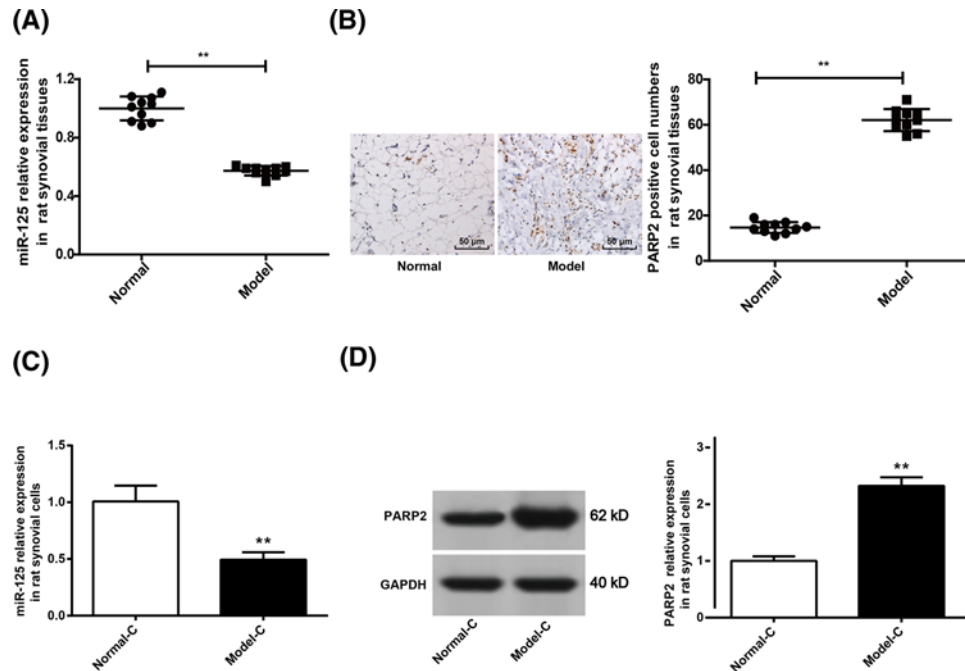 (A)
miR-125 relative expression
in rat synovial tissues
1.2
0.8
0.4
0.0
**
Normal
Model
(B)
50 μm
50 μm
Normal
Model
PARP2 positive cell numbers
in rat synovial tissues
80
60
40
20
0
**
Normal
Model
(C)
miR-125 relative expression
in rat synovial cells
1.5
1.0
0.5
0.0
**
Normal-C
Model-C
(D)
PARP2
62 kD
GAPDH
40 kD
Normal-C
Model-C
PARP2 relative expression
in rat synovial cells
3
2
1
0
**
Normal-C
Model-C